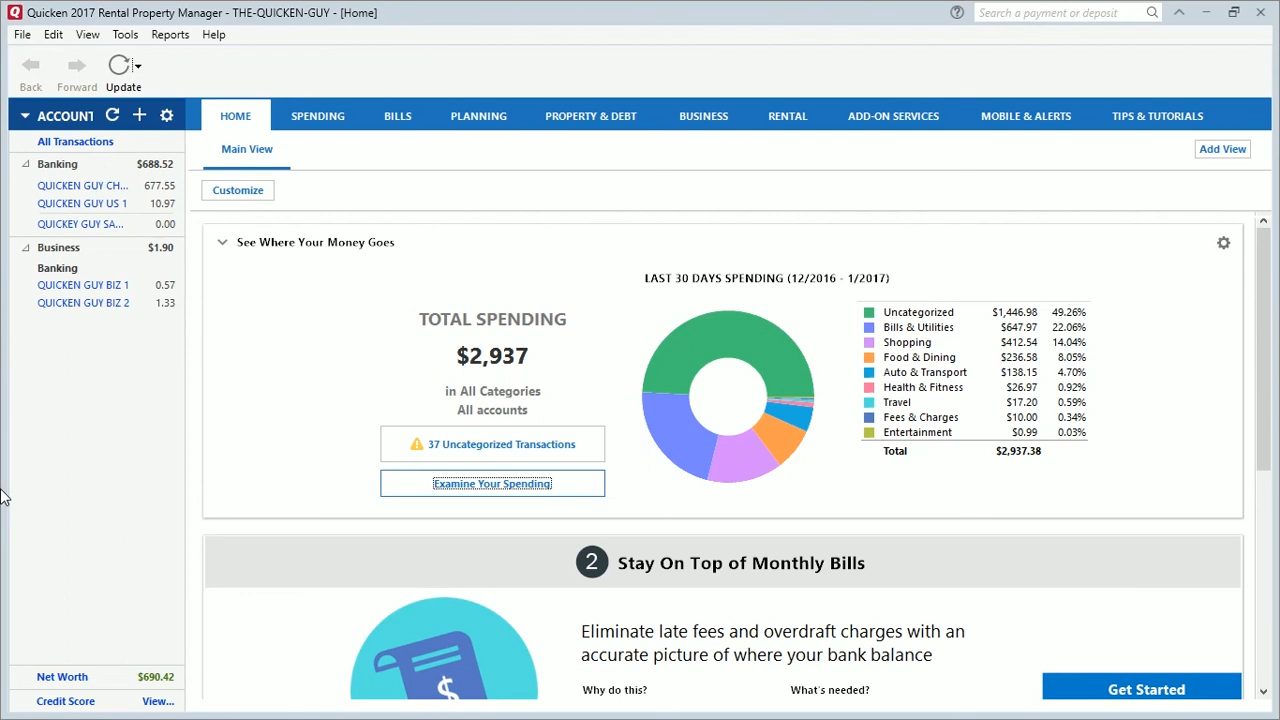 Quicken 2017 Rental Property Manager - THE-QUICKEN-GUY - [Home]
Search a payment or deposit
File Edit View Tools Reports Help
Back Forward Update
ACCOUNT
HOME SPENDING BILLS PLANNING PROPERTY & DEBT BUSINESS RENTAL ADD-ON SERVICES MOBILE & ALERTS TIPS & TUTORIALS
All Transactions
Banking $688.52
QUICKEN GUY CH... 677.55
QUICKEN GUY US 1 10.97
QUICKEY GUY SA... 0.00
Business $1.90
Banking
QUICKEN GUY BIZ 1 0.57
QUICKEN GUY BIZ 2 1.33
Net Worth $690.42
Credit Score View...
Main View
Add View
Customize
See Where Your Money Goes
LAST 30 DAYS SPENDING (12/2016 - 1/2017)
TOTAL SPENDING
$2,937
in All Categories
All accounts
37 Uncategorized Transactions
Examine Your Spending
Uncategorized $1,446.98 49.26%
Bills & Utilities $647.97 22.06%
Shopping $412.54 14.04%
Food & Dining $236.58 8.05%
Auto & Transport $138.15 4.70%
Health & Fitness $26.97 0.92%
Travel $17.20 0.59%
Fees & Charges $10.00 0.34%
Entertainment $0.99 0.03%
Total $2,937.38
2 Stay On Top of Monthly Bills
Eliminate late fees and overdraft charges with an
accurate picture of where your bank balance
Why do this? What's needed?
$
Get Started